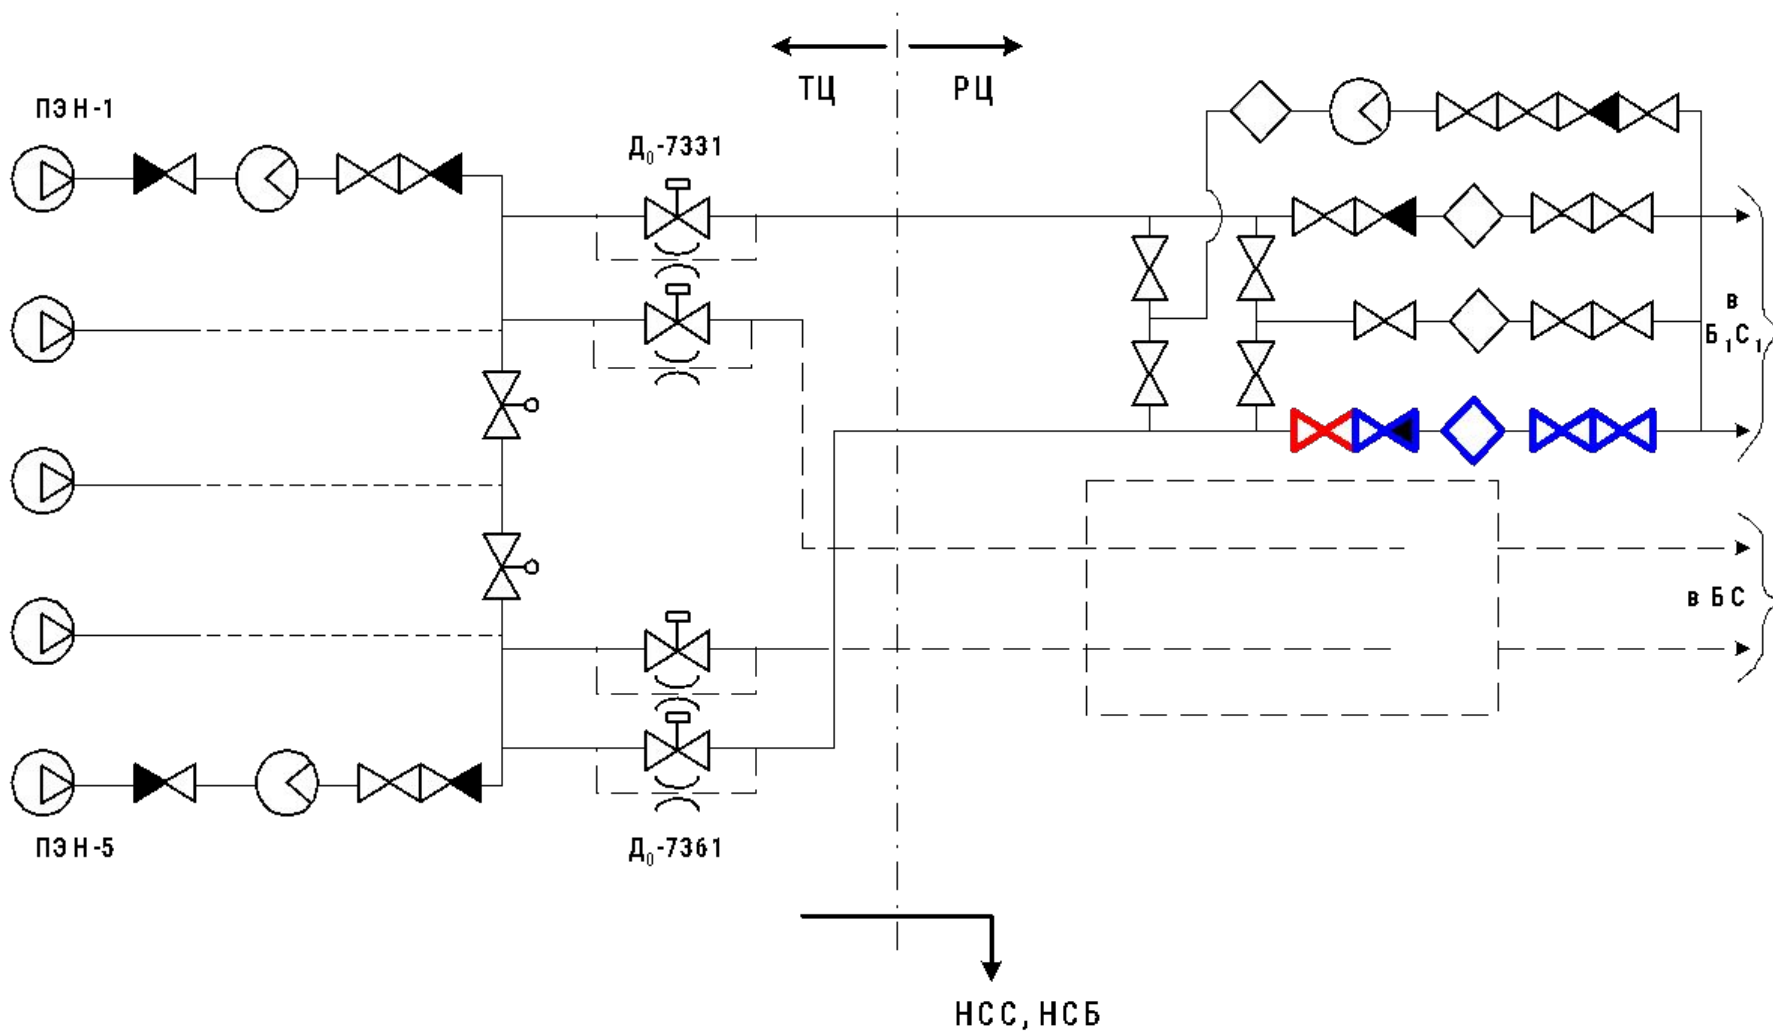 ТЦ
РЦ
ПЭН-1
Д₀-7331
в
Б₁С₁
в БС
ПЭН-5
Д₀-7361
НСС, НСБ